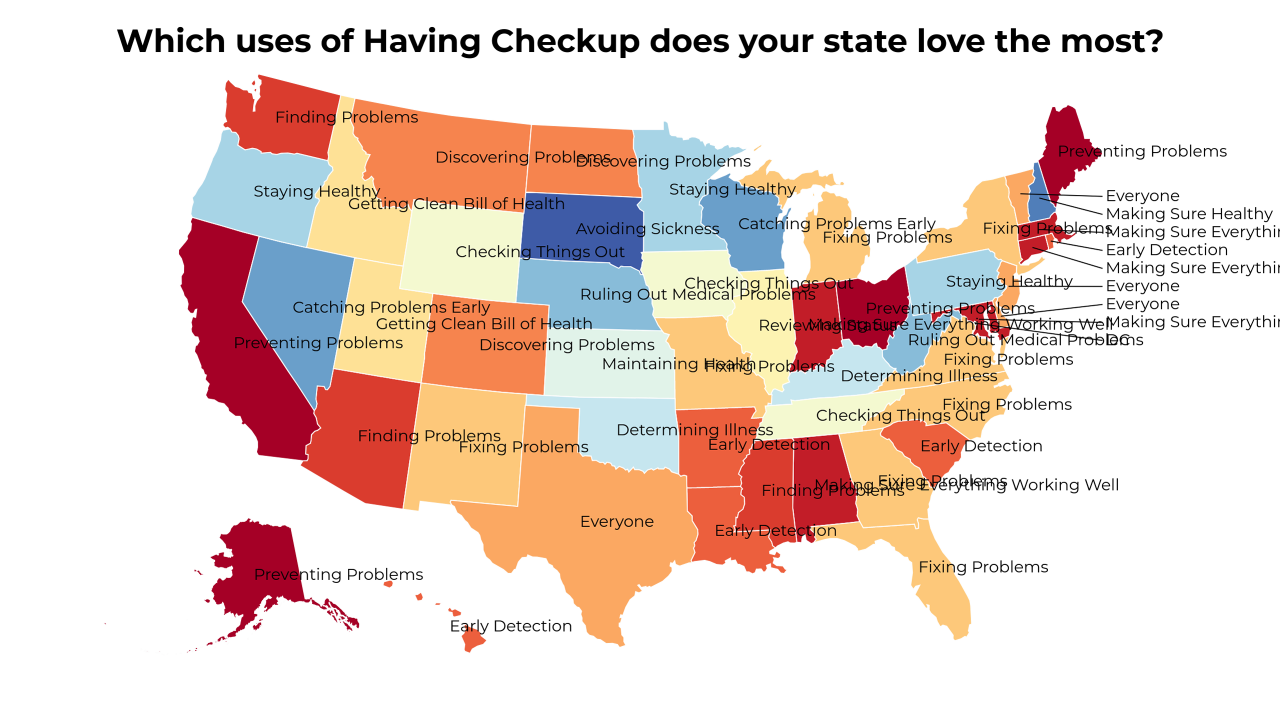 Which uses of Having Checkup does your state love the most?
Finding Problems
Preventing Problems
Discovering Problems
Discovering Problems
Staying Healthy
Staying Healthy
Everyone
Getting Clean Bill of Health
Making Sure Healthy
Catching Problems Early
Avoiding Sickness
Fixing Problems
Making Sure Everythin
Fixing Problems
Checking Things Out
Early Detection
Making Sure Everythin
Staying Healthy
Checking Things Out
Everyone
Ruling Out Medical Problems
Everyone
Catching Problems Early
Preventing Problems
Getting Clean Bill of Health
Making Sure Everything Working Well
Making Sure Everythin
Preventing Problems
Discovering Problems
Ruling Out Medical Problems
DC
Fixing Problems
Maintaining Health
Fixing Problems
Determining Illness
Fixing Problems
Checking Things Out
Determining Illness
Finding Problems
Fixing Problems
Early Detection
Early Detection
Fixing Problems
Making Sure Everything Working Well
Finding Problems
Everyone
Early Detection
Fixing Problems
Preventing Problems
Early Detection